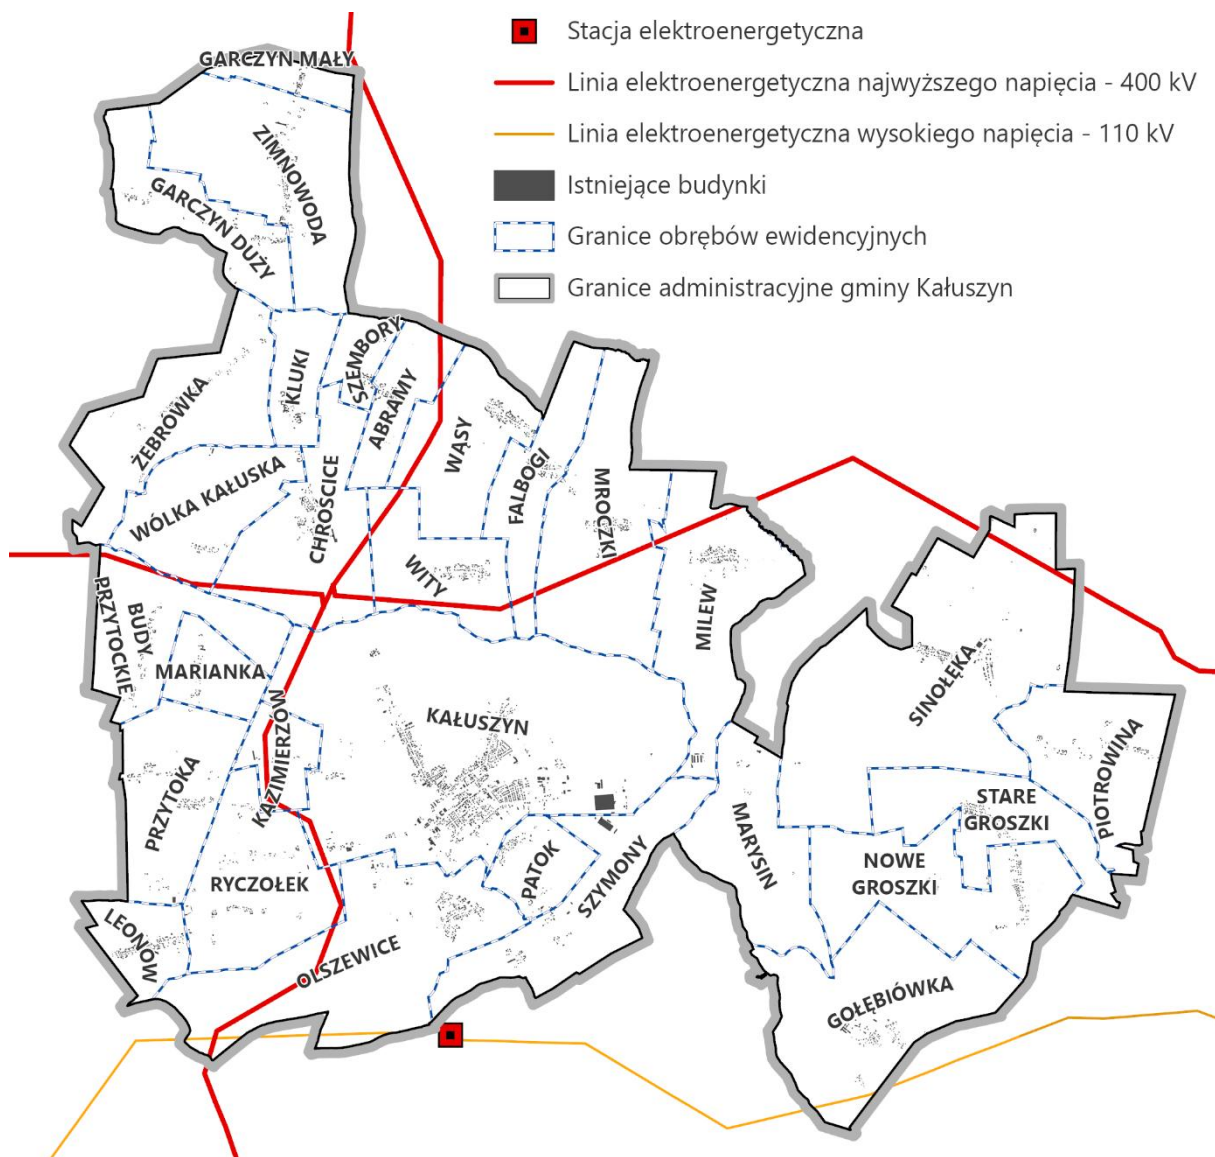 Stacja elektroenergetyczna
Linia elektroenergetyczna najwyższego napięcia - 400 kV
Linia elektroenergetyczna wysokiego napięcia - 110 kV
Istniejące budynki
Granice obrębów ewidencyjnych
Granice administracyjne gminy Kałuszyn
GARCZYN MAŁY
ZIMNOWODA
GARCZYN DUŻY
SZEMBORY
KLUKI
ABRAMY
ŻEBRÓWKA
WĄSY
FALBOGI
MROCZKI
WÓLKA KAŁUSKA
CHROŚCICE
WITY
MILEW
BUDY
PRZYTOCKIE
MARIANKA
KAŁUSZYN
KAZIMIERZÓW
SINOŁĘKA
PIOTROWINA
PRZYTOKA
STARE
GROSZKI
MARYSIN
NOWE
GROSZKI
PATOK
SZYMONY
RYCZOŁEK
LEONÓW
OLSZEWICE
GOŁĘBIÓWKA